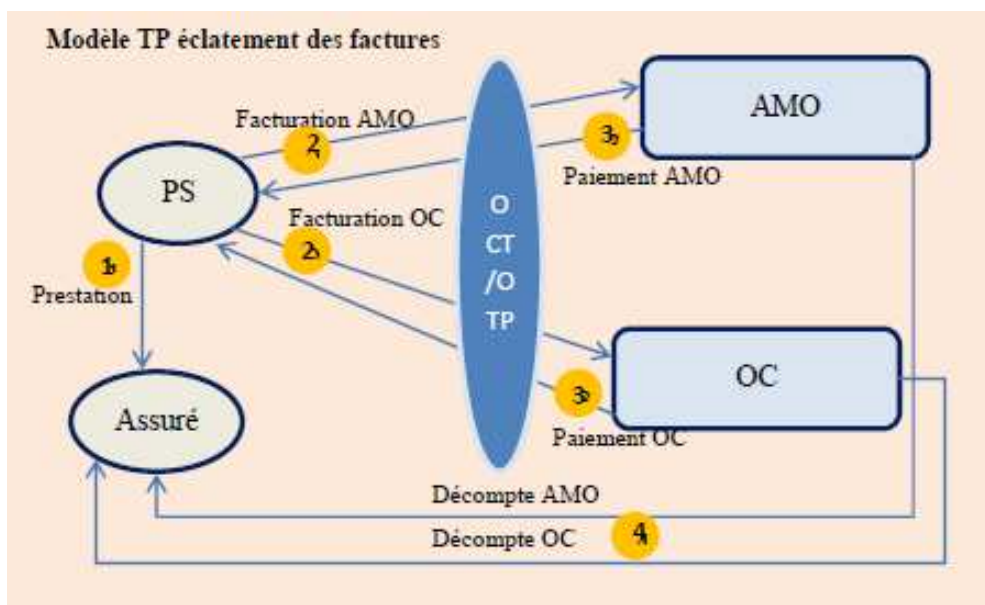 Modèle TP éclatement des factures
AMO
Facturation AMO
2
3
Paiement AMO
PS
O
CT
/O
TP
Facturation OC
2
1
Prestation
OC
3
Paiement OC
Assuré
Décompte AMO
Décompte OC
4